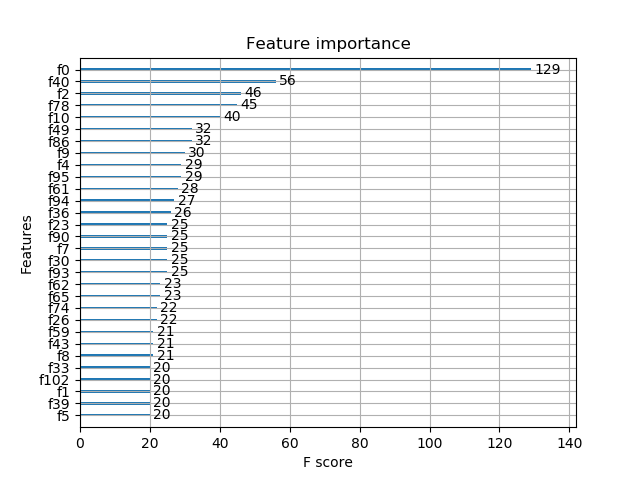 Feature importance
f0 129
f40 56
f2 46
f78 45
f10 40
f49 32
f86 32
f9 30
f4 29
f95 29
f61 28
f94 27
f36 26
f23 25
f90 25
f7 25
f30 25
f93 25
f62 23
f65 23
f74 22
f26 22
f59 21
f43 21
f8 21
f33 20
f102 20
f1 20
f39 20
f5 20
Features
0 20 40 60 80 100 120 140
F score